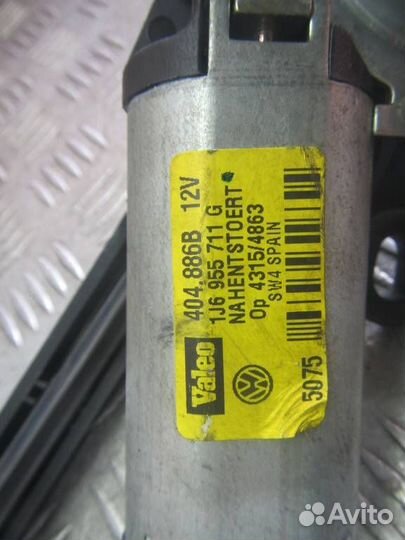 404.886B 12V
1J6 955 711 G
NAHENTSTOERT
Op 4315/4863
SW4 SPAIN
Valeo
5075
Avito